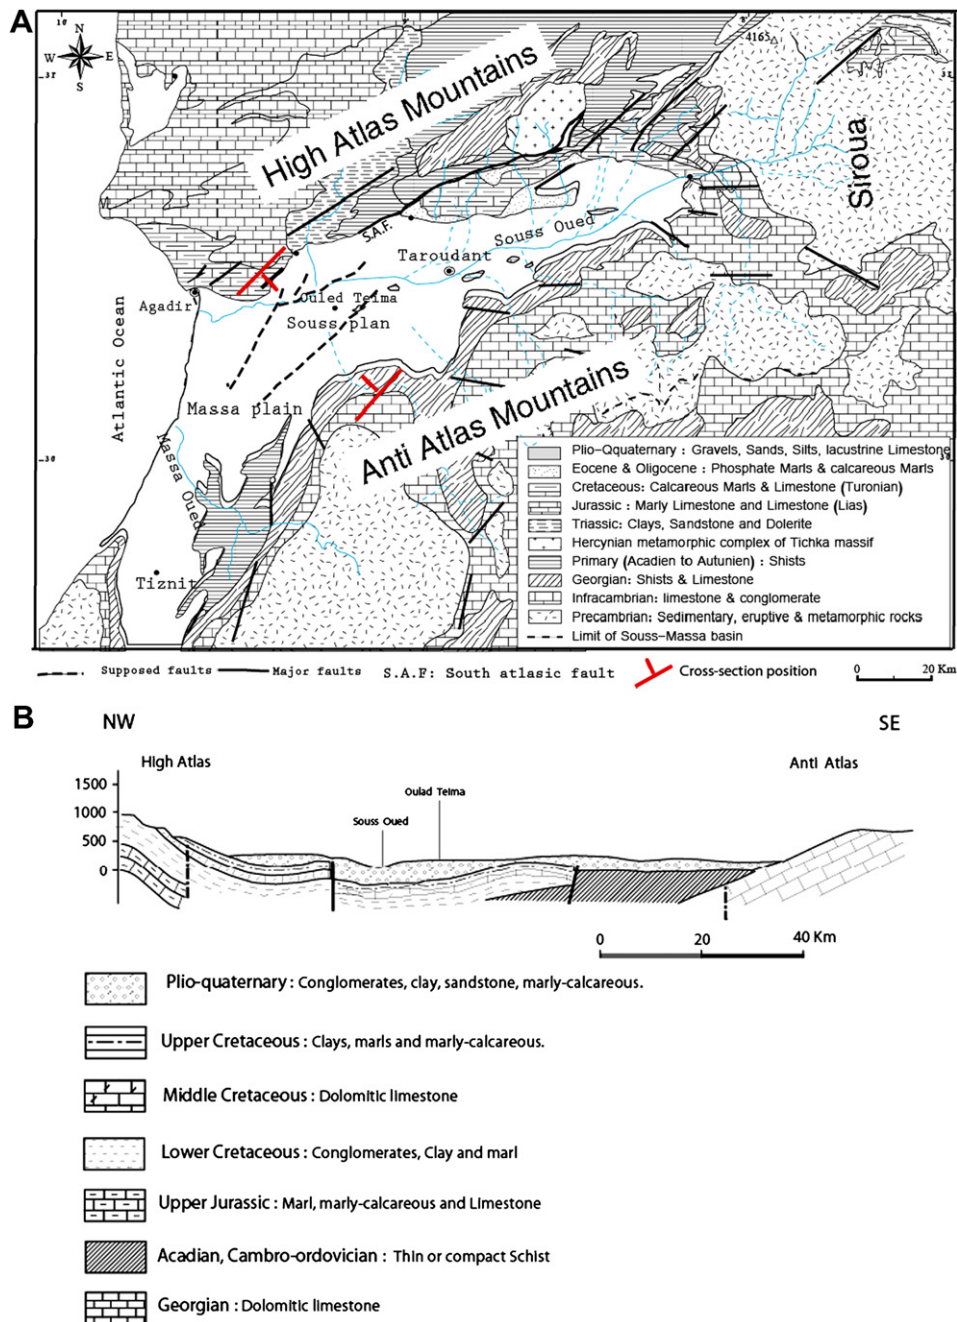 A
1°
N
W
E
S
31
4165
31
High Atlas Mountains
Siroua
S.A.F.
Souss Oued
Taroudant
Agadir
Ouled Teima
Souss plan
Atlantic Ocean
Massa plain
Anti Atlas Mountains
Massa Oued
Tiznit
30
Plio-Qquaternary : Gravels, Sands, Silts, lacustrine Limestone
Eocene & Oligocene : Phosphate Marls & calcareous Marls
Cretaceous: Calcareous Marls & Limestone (Turonian)
Jurassic : Marly Limestone and Limestone (Lias)
Triassic: Clays, Sandstone and Dolerite
Hercynian metamorphic complex of Tichka massif
Primary (Acadien to Autunien) : Shists
Georgian: Shists & Limestone
Infracambrian: limestone & conglomerate
Precambrian: Sedimentary, eruptive & metamorphic rocks
Limit of Souss-Massa basin
Supposed faults
Major faults
S.A.F: South atlasic fault
Cross-section position
0 20 Km
B
NW
SE
High Atlas
Anti Atlas
1500
1000
500
0
Oulad Teima
Souss Oued
0 20 40 Km
Plio-quaternary : Conglomerates, clay, sandstone, marly-calcareous.
Upper Cretaceous : Clays, marls and marly-calcareous.
Middle Cretaceous : Dolomitic limestone
Lower Cretaceous : Conglomerates, Clay and marl
Upper Jurassic : Marl, marly-calcareous and Limestone
Acadian, Cambro-ordovician : Thin or compact Schist
Georgian : Dolomitic limestone